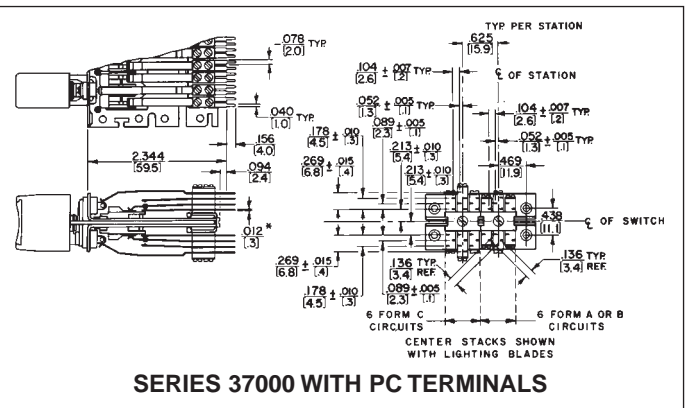 TYP PER STATION
.625
[15.9]
.078 TYP.
[2.0]
.104 ± .007 TYP.
[2.6] [.2]
℄ OF STATION
.052 ± .005 TYP.
[1.3] [.1]
.104 ± .007 TYP.
[2.6] [.2]
.040
[1.0]
.156
[4.0]
.178 ± .010
[4.5] [.3]
.089 ± .005
[2.3] [.1]
.052 ± .005 TYP.
[1.3] [.1]
.213 ± .010
[5.4] [.3]
2.344
[59.5]
.094
[2.4]
.269 ± .015
[6.8] [.4]
.213 ± .010
[5.4] [.3]
.469
[11.9]
.438
[11.1]
℄ OF SWITCH
.012 *
[.3]
.269 ± .015
[6.8] [.4]
.136 TYP.
[3.4] REF.
.136 TYP.
[3.4] REF.
.178 ± .010
[4.5] [.3]
.089 ± .005
[2.3] [.1]
6 FORM C
CIRCUITS
6 FORM A OR B
CIRCUITS
CENTER STACKS SHOWN
WITH LIGHTING BLADES
SERIES 37000 WITH PC TERMINALS